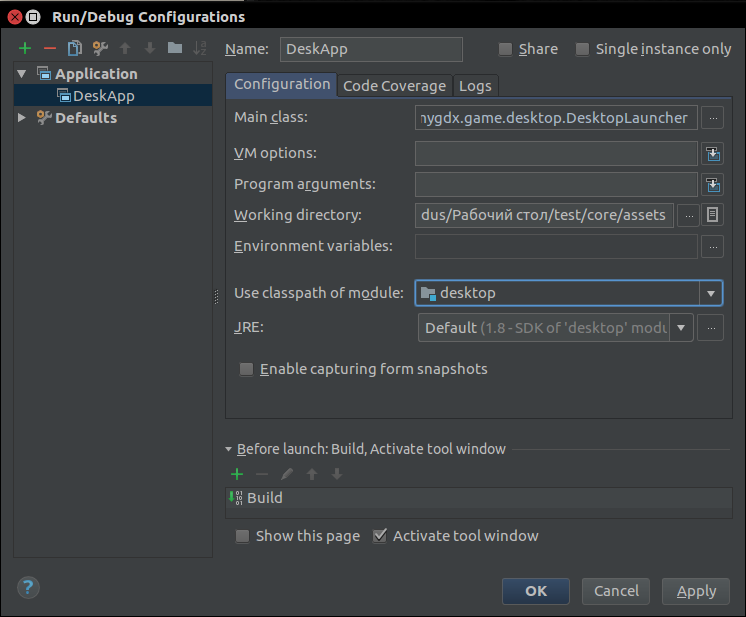 Run/Debug Configurations
Name: DeskApp Share Single instance only
Application
DeskApp
Defaults
Configuration Code Coverage Logs
Main class: nygdx.game.desktop.DesktopLauncher ...
VM options:
Program arguments:
Working directory: dus/Рабочий стол/test/core/assets ...
Environment variables: ...
Use classpath of module: desktop
JRE: Default (1.8 - SDK of 'desktop' modu ...
Enable capturing form snapshots
Before launch: Build, Activate tool window
Build
Show this page Activate tool window
? OK Cancel Apply